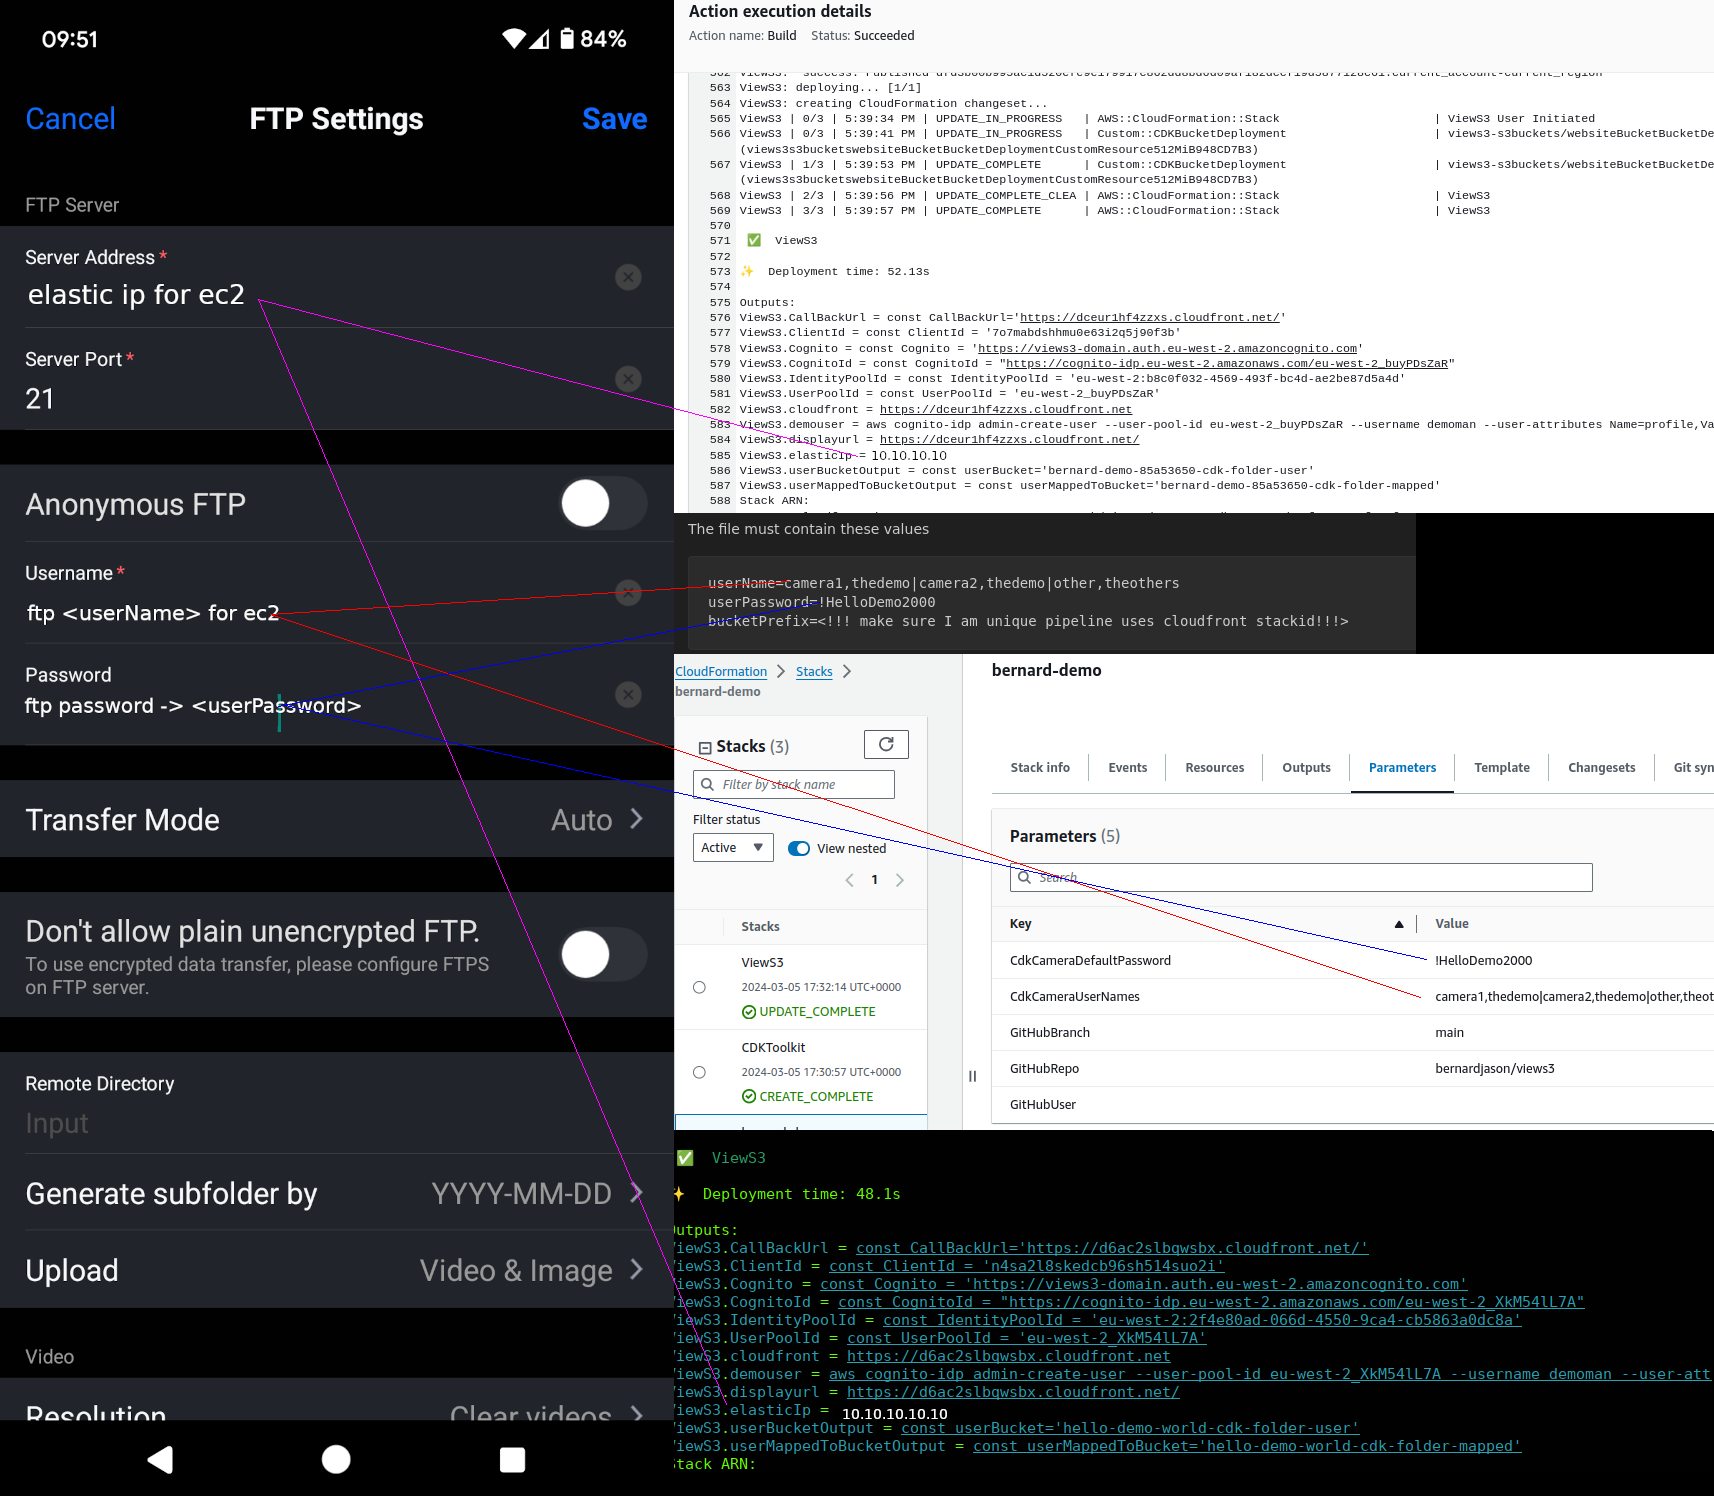 09:51
84%
Cancel
FTP Settings
Save
FTP Server
Server Address *
elastic ip for ec2
Server Port *
21
Anonymous FTP
Username *
ftp <userName> for ec2
Password
ftp password -> <userPassword>
Transfer Mode
Auto
Don't allow plain unencrypted FTP.
To use encrypted data transfer, please configure FTPS
on FTP server.
Remote Directory
Input
Generate subfolder by
YYYY-MM-DD
Upload
Video & Image
Video
Resolution
Clear videos
Action execution details
Action name: Build Status: Succeeded
563 ViewS3: deploying... [1/1]
564 ViewS3: creating CloudFormation changeset...
565 ViewS3 | 0/3 | 5:39:34 PM | UPDATE_IN_PROGRESS | AWS::CloudFormation::Stack | ViewS3 User Initiated
566 ViewS3 | 0/3 | 5:39:41 PM | UPDATE_IN_PROGRESS | Custom::CDKBucketDeployment | views3-s3buckets/websiteBucketBucketDe
(views3s3bucketswebsiteBucketBucketDeploymentCustomResource512MiB948CD7B3)
567 ViewS3 | 1/3 | 5:39:53 PM | UPDATE_COMPLETE | Custom::CDKBucketDeployment | views3-s3buckets/websiteBucketBucketDe
(views3s3bucketswebsiteBucketBucketDeploymentCustomResource512MiB948CD7B3)
568 ViewS3 | 2/3 | 5:39:56 PM | UPDATE_COMPLETE_CLEA | AWS::CloudFormation::Stack | ViewS3
569 ViewS3 | 3/3 | 5:39:57 PM | UPDATE_COMPLETE | AWS::CloudFormation::Stack | ViewS3
570
571 ✅ ViewS3
572
573 ✨ Deployment time: 52.13s
574
575 Outputs:
576 ViewS3.CallBackUrl = const CallBackUrl='https://dceur1hf4zzxs.cloudfront.net/'
577 ViewS3.ClientId = const ClientId = '7o7mabdshhmu0e63i2q5j90f3b'
578 ViewS3.Cognito = const Cognito = 'https://views3-domain.auth.eu-west-2.amazoncognito.com'
579 ViewS3.CognitoId = const CognitoId = "https://cognito-idp.eu-west-2.amazonaws.com/eu-west-2_buyPDsZaR"
580 ViewS3.IdentityPoolId = const IdentityPoolId = 'eu-west-2:b8c0f032-4569-493f-bc4d-ae2be87d5a4d'
581 ViewS3.UserPoolId = const UserPoolId = 'eu-west-2_buyPDsZaR'
582 ViewS3.cloudfront = https://dceur1hf4zzxs.cloudfront.net
583 ViewS3.demouser = aws cognito-idp admin-create-user --user-pool-id eu-west-2_buyPDsZaR --username demoman --user-attributes Name=profile,Va
584 ViewS3.displayurl = https://dceur1hf4zzxs.cloudfront.net/
585 ViewS3.elasticIp = 10.10.10.10
586 ViewS3.userBucketOutput = const userBucket='bernard-demo-85a53650-cdk-folder-user'
587 ViewS3.userMappedToBucketOutput = const userMappedToBucket='bernard-demo-85a53650-cdk-folder-mapped'
588 Stack ARN:
The file must contain these values
userName=camera1,thedemo|camera2,thedemo|other,theothers
userPassword=!HelloDemo2000
bucketPrefix=<!!! make sure I am unique pipeline uses cloudfront stackid!!!>
CloudFormation > Stacks >
bernard-demo
Stacks (3)
Filter by stack name
Filter status
Active
View nested
1
Stacks
ViewS3
2024-03-05 17:32:14 UTC+0000
UPDATE_COMPLETE
CDKToolkit
2024-03-05 17:30:57 UTC+0000
CREATE_COMPLETE
bernard-demo
Stack info
Events
Resources
Outputs
Parameters
Template
Changesets
Git syn
Parameters (5)
Search
Key
Value
CdkCameraDefaultPassword
!HelloDemo2000
CdkCameraUserNames
camera1,thedemo|camera2,thedemo|other,theot
GitHubBranch
main
GitHubRepo
bernardjason/views3
GitHubUser
✅ ViewS3
✨ Deployment time: 48.1s
Outputs:
ViewS3.CallBackUrl = const CallBackUrl='https://d6ac2slbqwsbx.cloudfront.net/'
ViewS3.ClientId = const ClientId = 'n4sa2l8skedcb96sh514suo2i'
ViewS3.Cognito = const Cognito = 'https://views3-domain.auth.eu-west-2.amazoncognito.com'
ViewS3.CognitoId = const CognitoId = "https://cognito-idp.eu-west-2.amazonaws.com/eu-west-2_XkM54lL7A"
ViewS3.IdentityPoolId = const IdentityPoolId = 'eu-west-2:2f4e80ad-066d-4550-9ca4-cb5863a0dc8a'
ViewS3.UserPoolId = const UserPoolId = 'eu-west-2_XkM54lL7A'
ViewS3.cloudfront = https://d6ac2slbqwsbx.cloudfront.net
ViewS3.demouser = aws cognito-idp admin-create-user --user-pool-id eu-west-2_XkM54lL7A --username demoman --user-att
ViewS3.displayurl = https://d6ac2slbqwsbx.cloudfront.net/
ViewS3.elasticIp = 10.10.10.10.10
ViewS3.userBucketOutput = const userBucket='hello-demo-world-cdk-folder-user'
ViewS3.userMappedToBucketOutput = const userMappedToBucket='hello-demo-world-cdk-folder-mapped'
Stack ARN: